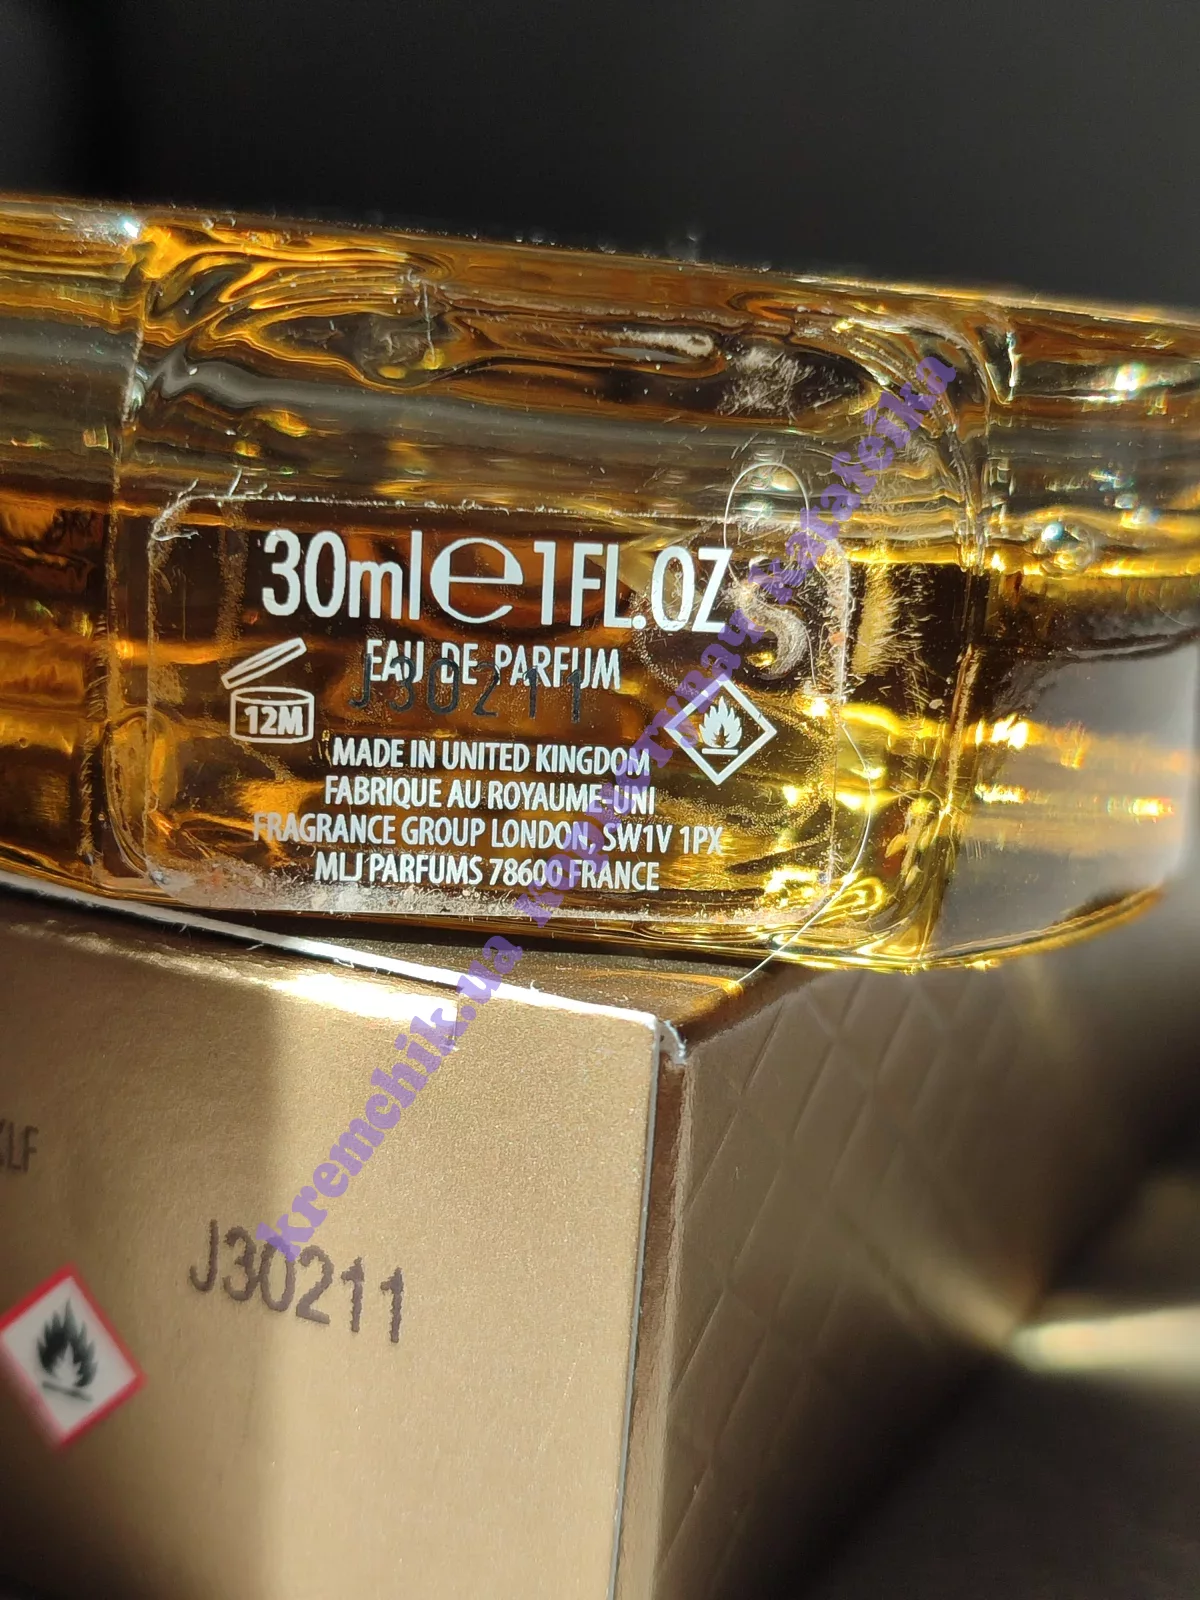 30ml e 1FL.OZ
EAU DE PARFUM
J30211
12M
MADE IN UNITED KINGDOM
FABRIQUE AU ROYAUME-UNI
FRAGRANCE GROUP LONDON, SW1V 1PX
MLJ PARFUMS 78600 FRANCE
LF
J30211
kremchik.ua